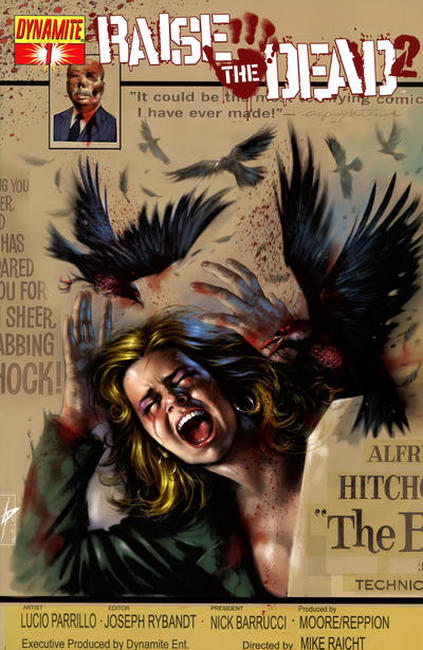 DYNAMITE
1
RAISE
THE
DEAD 2
"It could be the most terrifying comic
I have ever made!"—
NG YOU
ER.
D
HAS
PARED
OU FOR
N SHEER,
ABBING
HOCK!
ALFR
HITCHC
"The B
TECHNIC
ARTIST EDITOR PRESIDENT Produced by
LUCIO PARRILLO · JOSEPH RYBANDT · NICK BARRUCCI · MOORE/REPPION
Executive Produced by Dynamite Ent. Directed by MIKE RAICHT